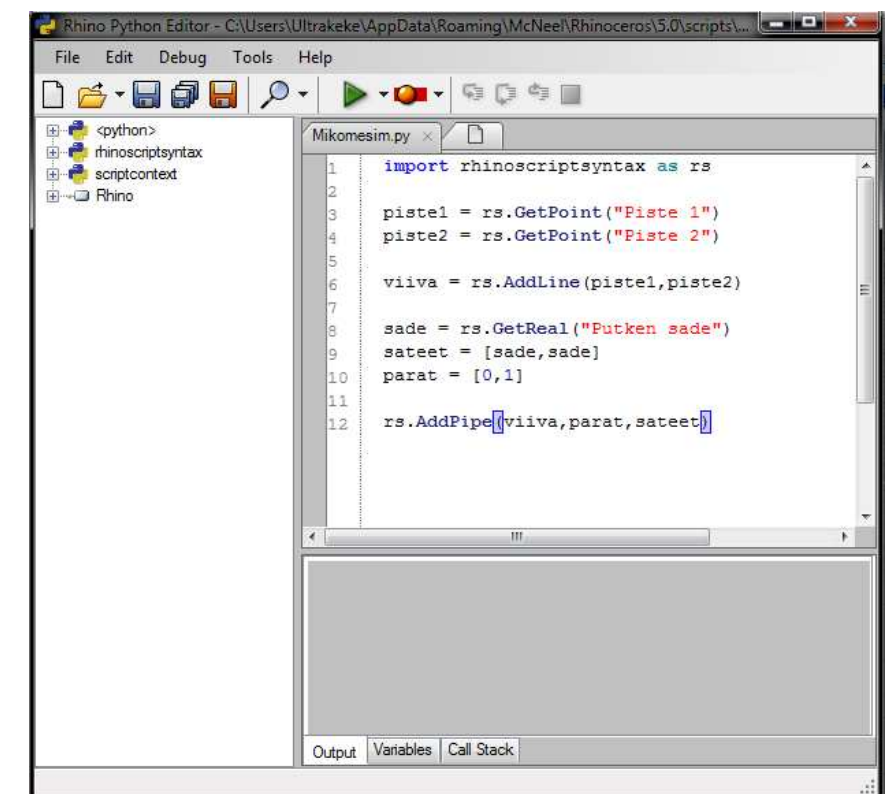 Rhino Python Editor - C:\Users\Ultrakeke\AppData\Roaming\McNeel\Rhinoceros\5.0\scripts\...
File Edit Debug Tools Help
<python>
rhinoscriptsyntax
scriptcontext
Rhino
Mikomesim.py
1 import rhinoscriptsyntax as rs
2
3 piste1 = rs.GetPoint("Piste 1")
4 piste2 = rs.GetPoint("Piste 2")
5
6 viiva = rs.AddLine(piste1,piste2)
7
8 sade = rs.GetReal("Putken sade")
9 sateet = [sade,sade]
10 parat = [0,1]
11
12 rs.AddPipe(viiva,parat,sateet)
Output Variables Call Stack